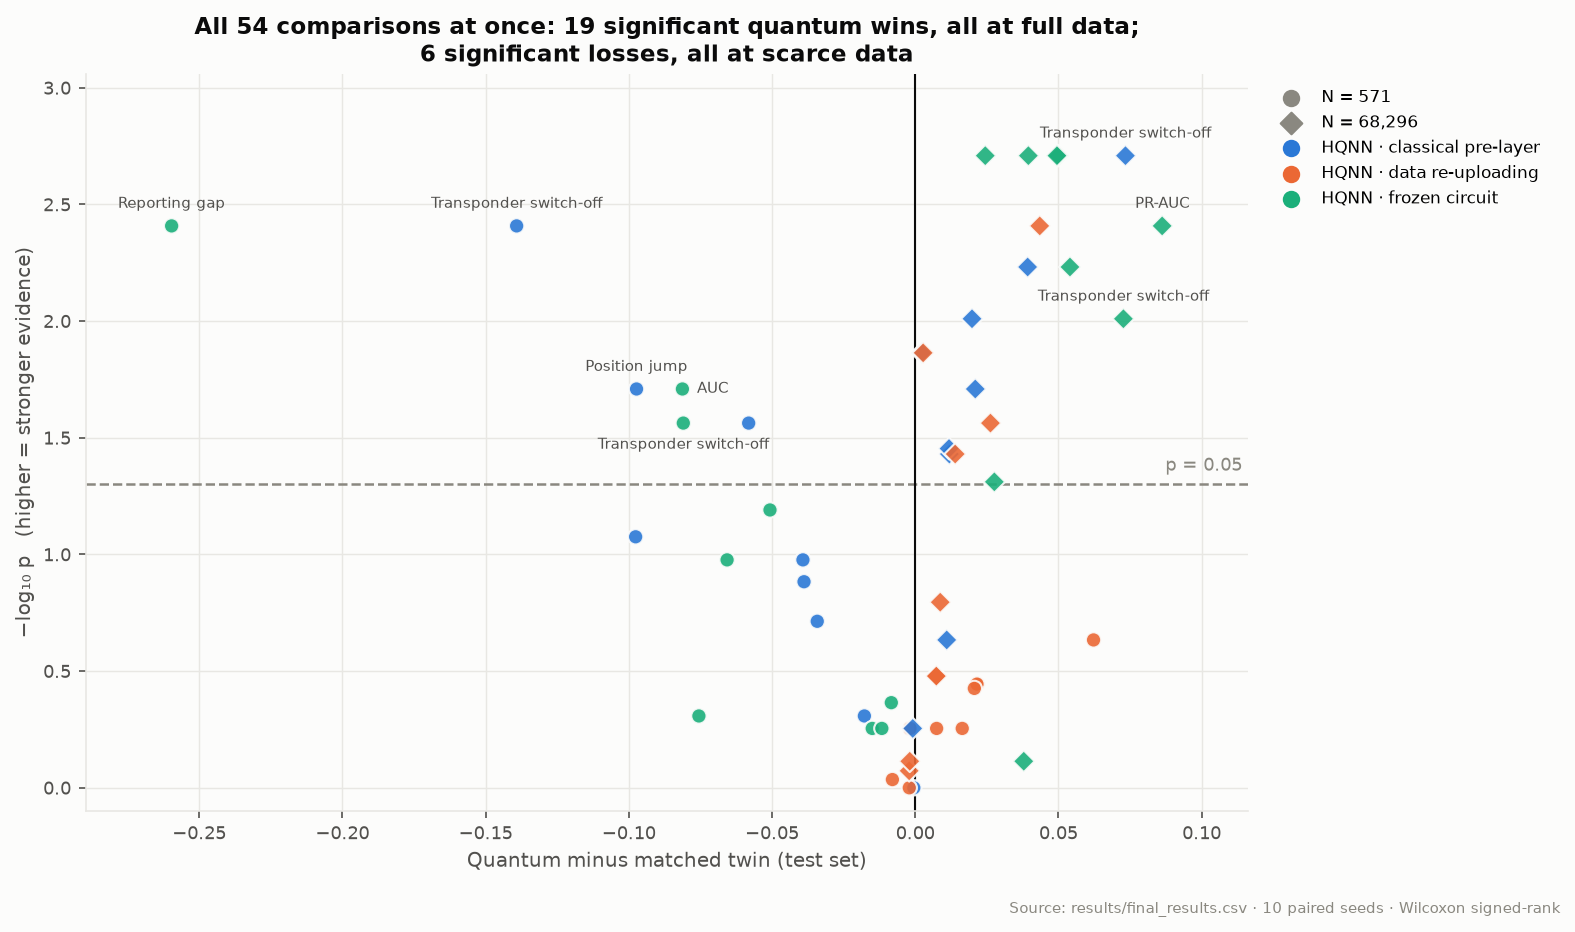 All 54 comparisons at once: 19 significant quantum wins, all at full data;
6 significant losses, all at scarce data
N = 571
N = 68,296
HQNN · classical pre-layer
HQNN · data re-uploading
HQNN · frozen circuit
−log₁₀ p (higher = stronger evidence)
3.0
2.5
2.0
1.5
1.0
0.5
0.0
Transponder switch-off
Reporting gap
Transponder switch-off
PR-AUC
Transponder switch-off
Position jump
AUC
Transponder switch-off
p = 0.05
−0.25
−0.20
−0.15
−0.10
−0.05
0.00
0.05
0.10
Quantum minus matched twin (test set)
Source: results/final_results.csv · 10 paired seeds · Wilcoxon signed-rank